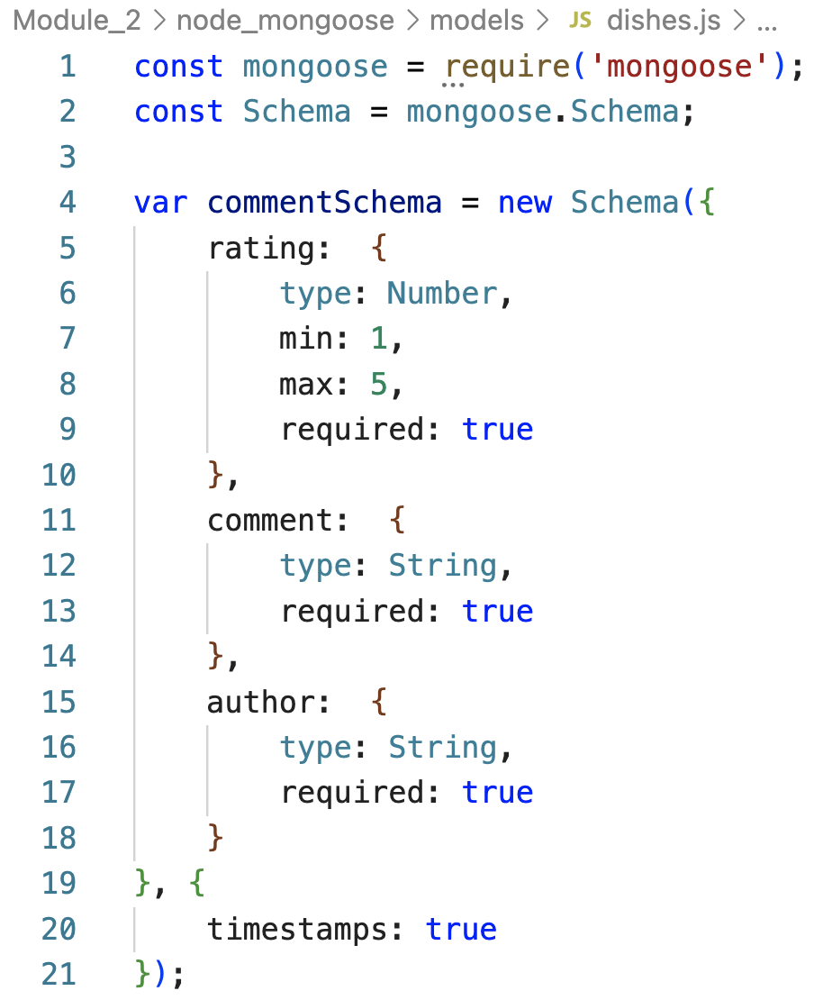 Module_2 > node_mongoose > models > JS dishes.js > ...
1 const mongoose = require('mongoose');
2 const Schema = mongoose.Schema;
3
4 var commentSchema = new Schema({
5     rating:  {
6         type: Number,
7         min: 1,
8         max: 5,
9         required: true
10     },
11     comment:  {
12         type: String,
13         required: true
14     },
15     author:  {
16         type: String,
17         required: true
18     }
19 }, {
20     timestamps: true
21 });